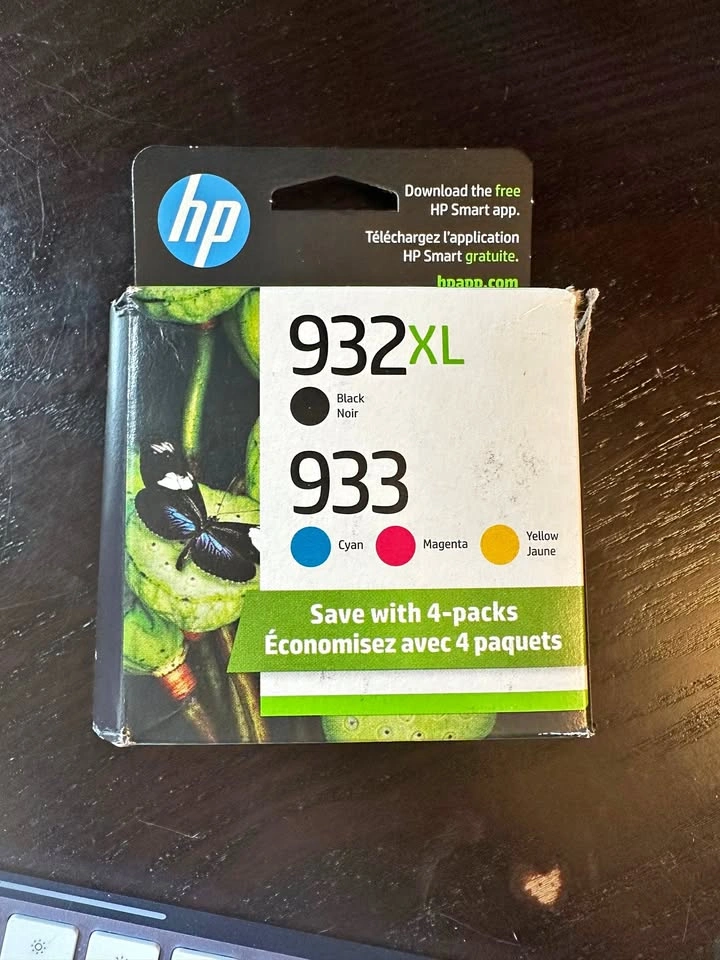 hp
Download the free
HP Smart app.
Téléchargez l'application
HP Smart gratuite.
hpapp.com
932XL
Black
Noir
933
Cyan
Magenta
Yellow
Jaune
Save with 4-packs
Économisez avec 4 paquets